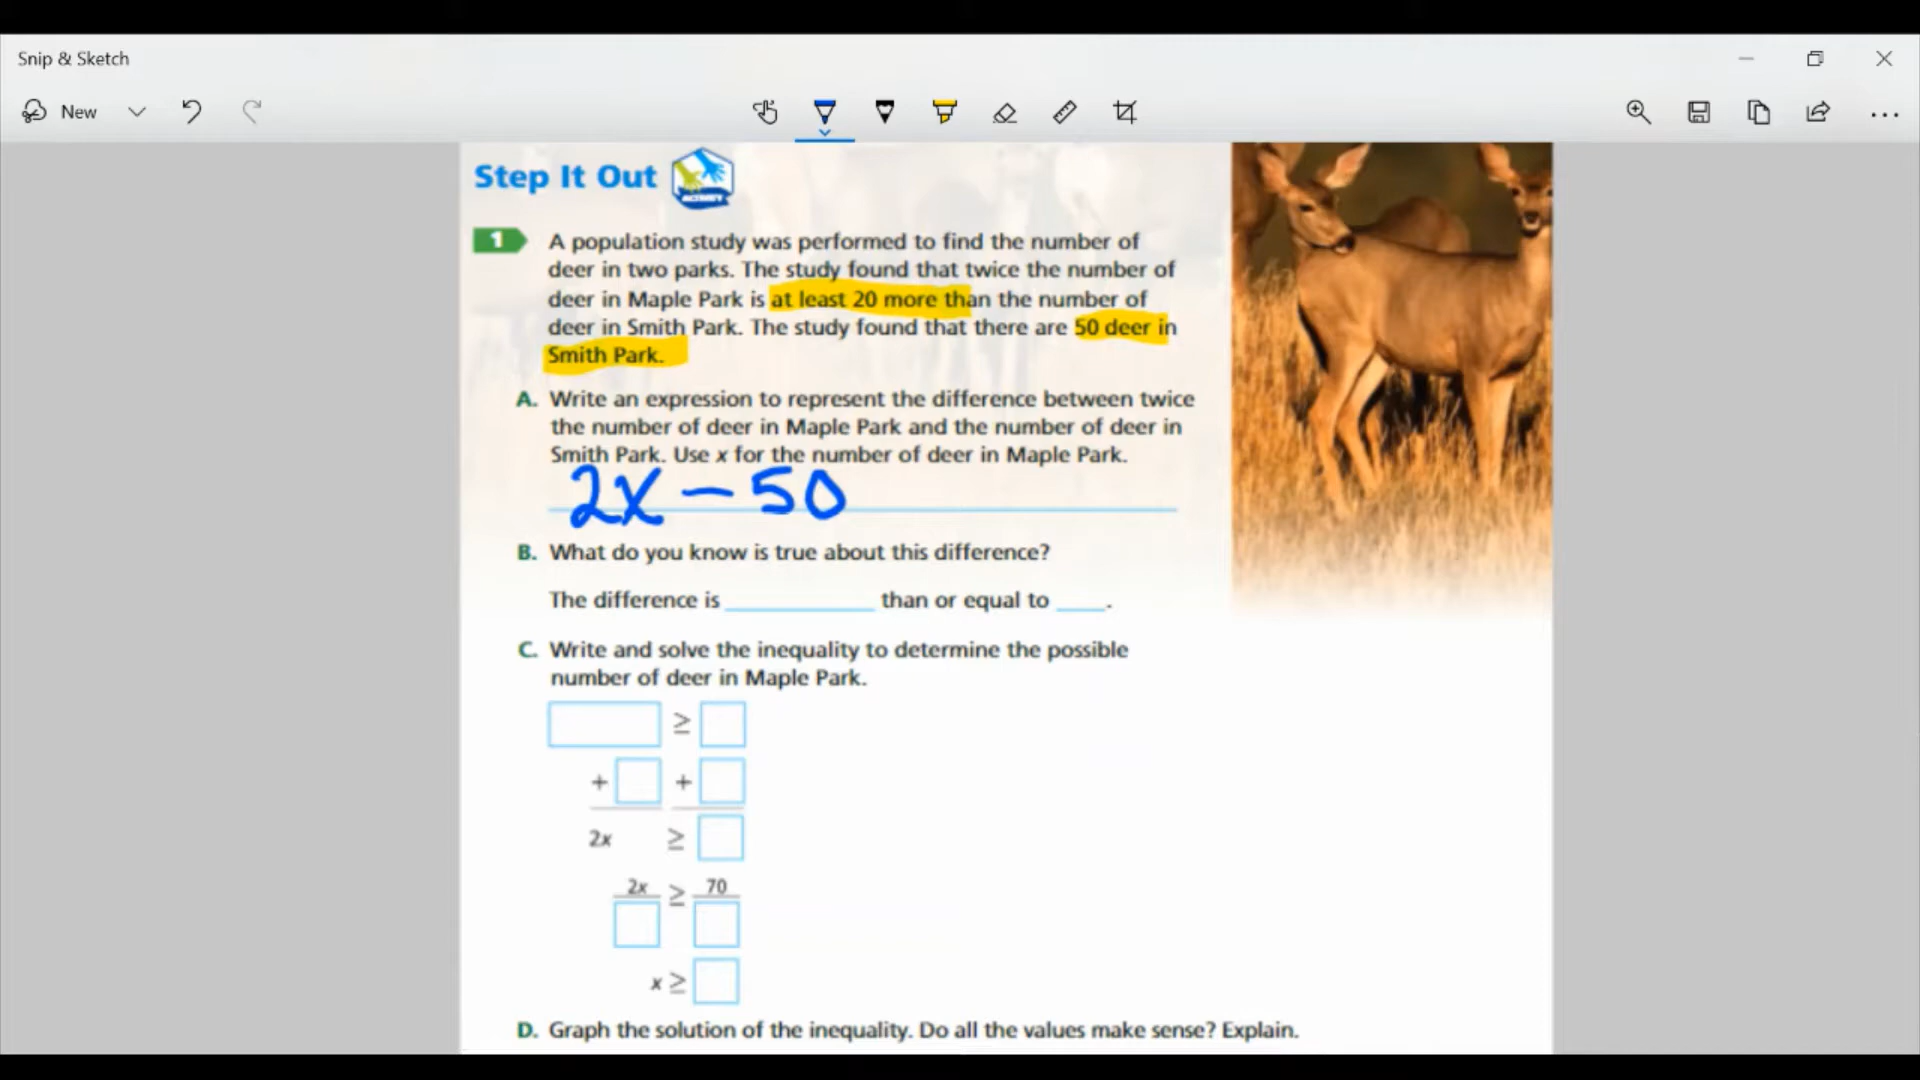 Snip & Sketch
New
Step It Out
ACTIVITY
1 A population study was performed to find the number of
deer in two parks. The study found that twice the number of
deer in Maple Park is at least 20 more than the number of
deer in Smith Park. The study found that there are 50 deer in
Smith Park.
A. Write an expression to represent the difference between twice
the number of deer in Maple Park and the number of deer in
Smith Park. Use x for the number of deer in Maple Park.
2x - 50
B. What do you know is true about this difference?
The difference is ________ than or equal to ___.
C. Write and solve the inequality to determine the possible
number of deer in Maple Park.
≥
+ +
2x ≥
2x ≥ 70
x ≥
D. Graph the solution of the inequality. Do all the values make sense? Explain.